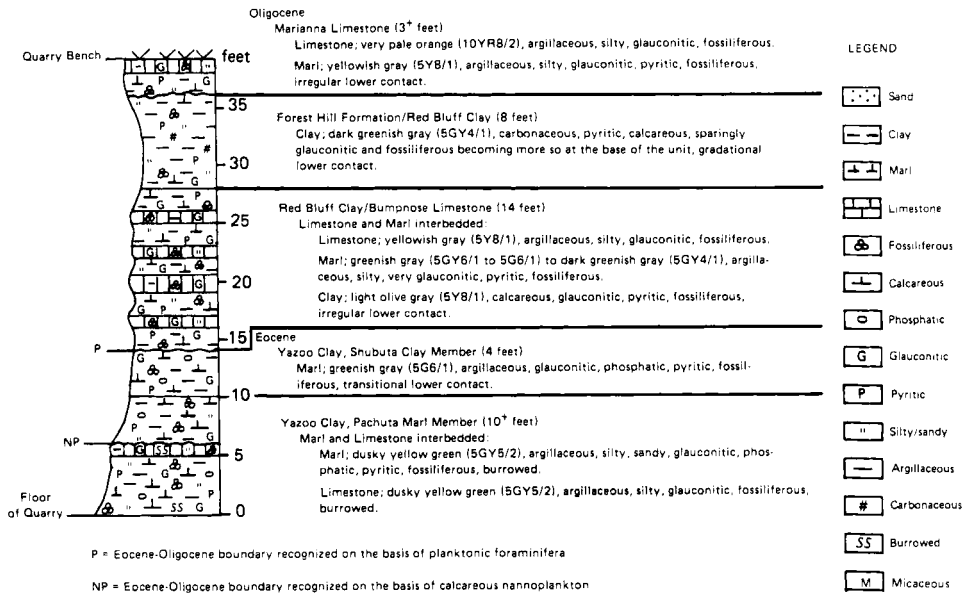 Oligocene
Marianna Limestone (3+ feet)
Limestone; very pale orange (10YR8/2), argillaceous, silty, glauconitic, fossiliferous.
Marl; yellowish gray (5Y8/1), argillaceous, silty, glauconitic, pyritic, fossiliferous,
irregular lower contact.
Forest Hill Formation/Red Bluff Clay (8 feet)
Clay; dark greenish gray (5GY4/1), carbonaceous, pyritic, calcareous, sparingly
glauconitic and fossiliferous becoming more so at the base of the unit, gradational
lower contact.
Red Bluff Clay/Bumpnose Limestone (14 feet)
Limestone and Marl interbedded:
Limestone; yellowish gray (5Y8/1), argillaceous, silty, glauconitic, fossiliferous.
Marl; greenish gray (5GY6/1 to 5G6/1) to dark greenish gray (5GY4/1), argilla-
ceous, silty, very glauconitic, pyritic, fossiliferous.
Clay; light olive gray (5Y8/1), calcareous, glauconitic, pyritic, fossiliferous,
irregular lower contact.
Eocene
Yazoo Clay, Shubuta Clay Member (4 feet)
Marl; greenish gray (5G6/1), argillaceous, glauconitic, phosphatic, pyritic, fossil-
iferous, transitional lower contact.
Yazoo Clay, Pachuta Marl Member (10+ feet)
Marl and Limestone interbedded:
Marl; dusky yellow green (5GY5/2), argillaceous, silty, sandy, glauconitic, phos-
phatic, pyritic, fossiliferous, burrowed.
Limestone; dusky yellow green (5GY5/2), argillaceous, silty, glauconitic, fossiliferous,
burrowed.
Quarry Bench
feet
35
30
25
20
15
10
5
0
P
NP
Floor
of Quarry
LEGEND
Sand
Clay
Marl
Limestone
Fossiliferous
Calcareous
Phosphatic
G Glauconitic
P Pyritic
Silty/sandy
Argillaceous
# Carbonaceous
SS Burrowed
M Micaceous
P = Eocene-Oligocene boundary recognized on the basis of planktonic foraminifera
NP = Eocene-Oligocene boundary recognized on the basis of calcareous nannoplankton